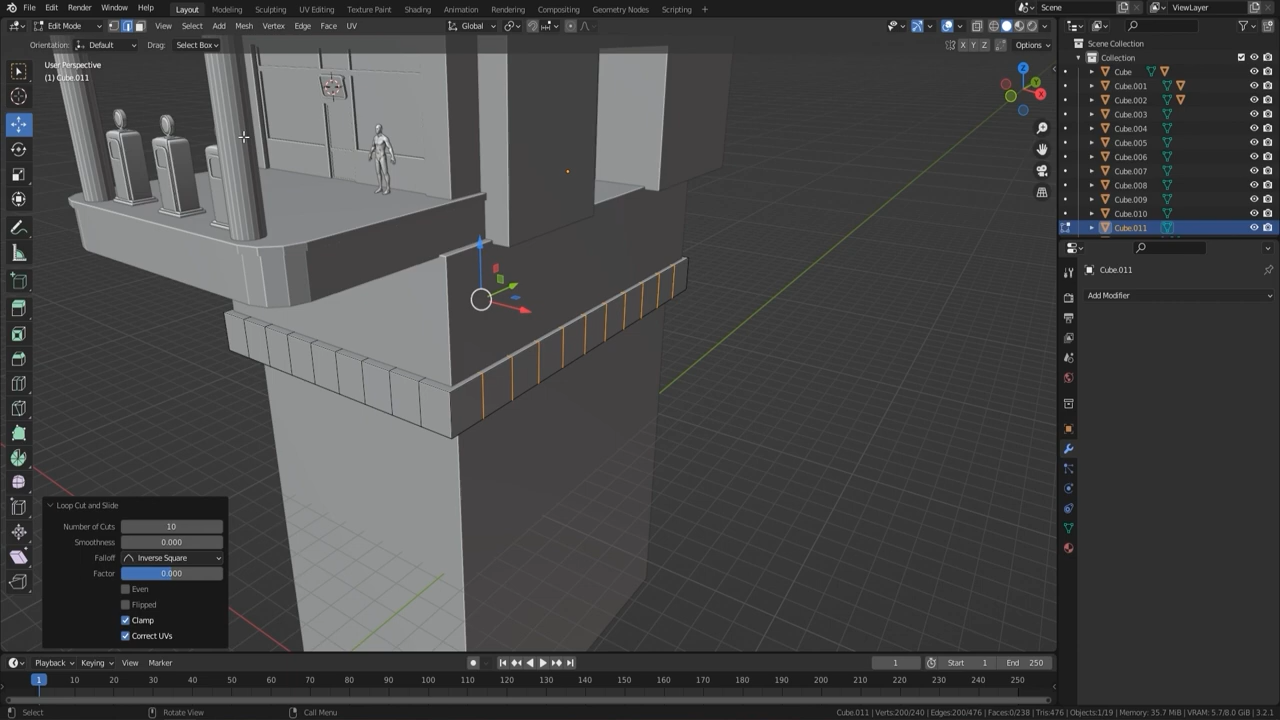 File Edit Render Window Help Layout Modeling Sculpting UV Editing Texture Paint Shading Animation Rendering Compositing Geometry Nodes Scripting + Scene ViewLayer
Edit Mode View Select Add Mesh Vertex Edge Face UV Global
Orientation: Default Drag: Select Box X Y Z Options
User Perspective
(1) Cube.011
Z
Y
X
Scene Collection
Collection
Cube
Cube.001
Cube.002
Cube.003
Cube.004
Cube.005
Cube.006
Cube.007
Cube.008
Cube.009
Cube.010
Cube.011
Cube.011
Add Modifier
Loop Cut and Slide
Number of Cuts 10
Smoothness 0.000
Falloff Inverse Square
Factor 0.000
Even
Flipped
Clamp
Correct UVs
Playback Keying View Marker 1 Start 1 End 250
1 10 20 30 40 50 60 70 80 90 100 110 120 130 140 150 160 170 180 190 200 210 220 230 240 250
Select Rotate View Call Menu Cube.011 | Verts:200/240 | Edges:200/476 | Faces:0/238 | Tris:476 | Objects:1/19 | Memory: 35.7 MiB | VRAM: 5.7/8.0 GiB | 3.2.1